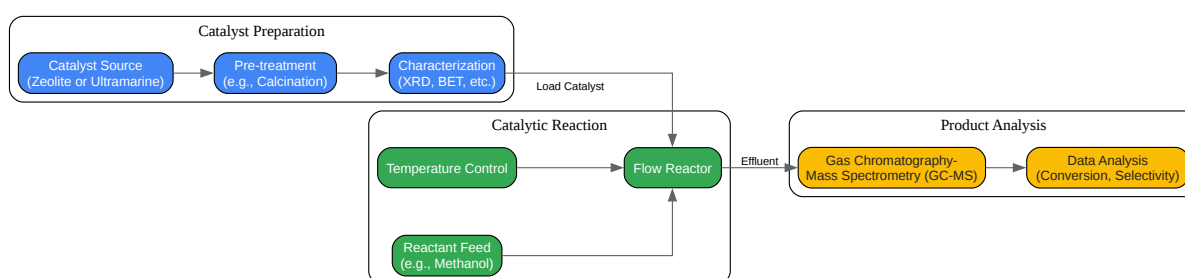 Catalyst Preparation
Catalyst Source
(Zeolite or Ultramarine)
Pre-treatment
(e.g., Calcination)
Characterization
(XRD, BET, etc.)
Load Catalyst
Catalytic Reaction
Temperature Control
Flow Reactor
Reactant Feed
(e.g., Methanol)
Effluent
Product Analysis
Gas Chromatography-
Mass Spectrometry (GC-MS)
Data Analysis
(Conversion, Selectivity)